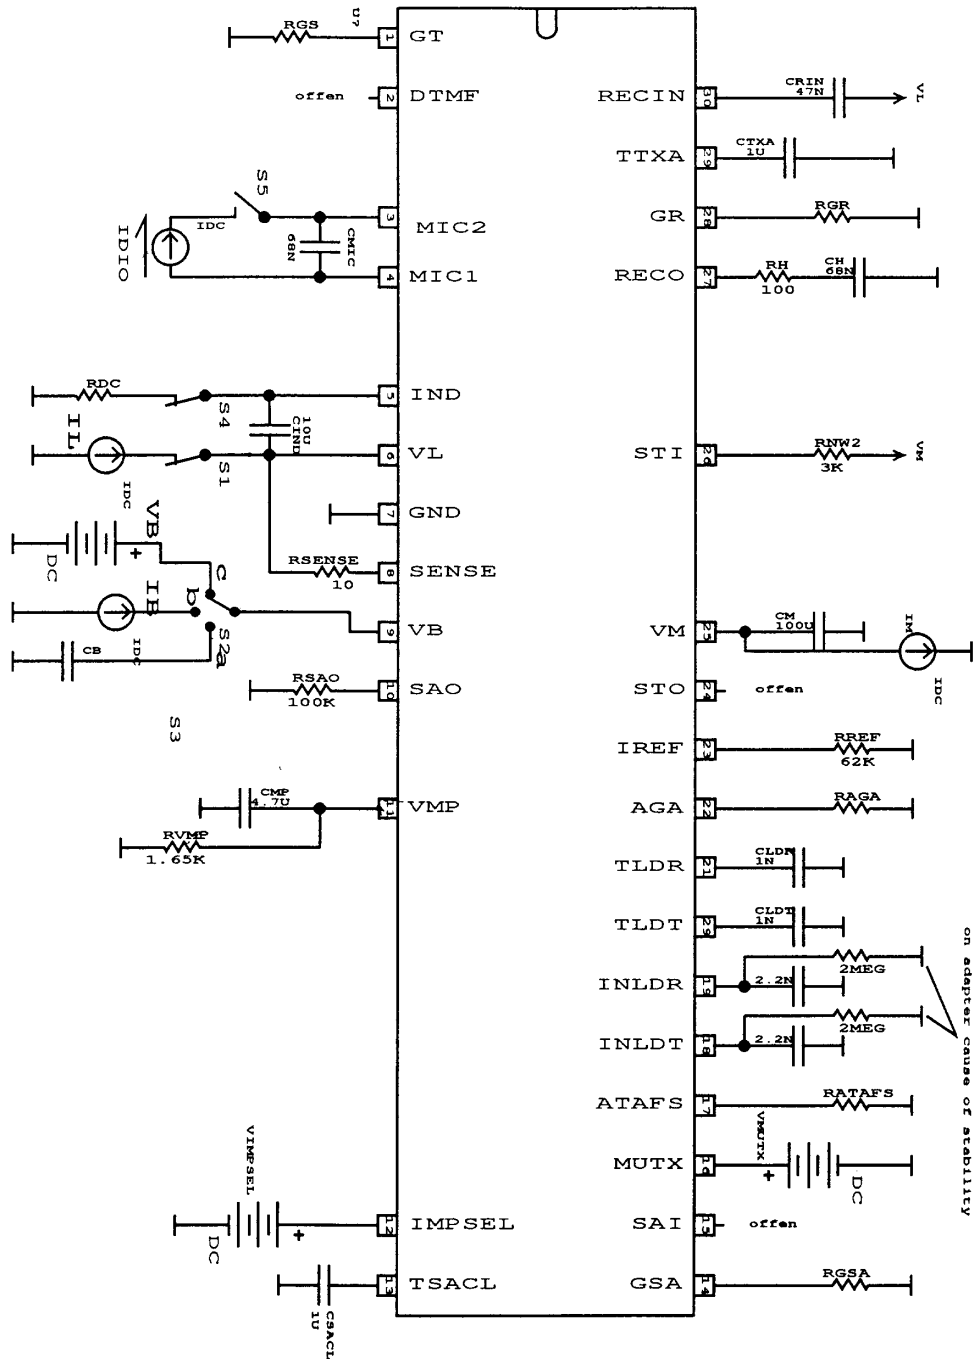 U?
RGS
1 GT
offen
2 DTMF
RECIN 30
CRIN
47N
VL
TTXA 29
CTXA
1U
S5
IDC
IDIO
CMIC
68N
3
MIC2
GR 28
RGR
4 MIC1
RECO 27
RH
100
CH
68N
RDC
S4
5 IND
10U
CIND
IL
IDC
S1
6 VL
STI 26
RNW2
3K
VM
7 GND
VB
+
DC
RSENSE
10
8 SENSE
c
b
IB
IDC
S2a
9 VB
VM 25
CM
100U
IM
IDC
CB
RSAO
100K
10 SAO
STO 24
offen
S3
IREF 23
RREF
62K
CMP
4.7U
11 VMP
AGA 22
RAGA
RVMP
1.65K
TLDR 21
CLDR
1N
TLDT 29
CLDT
1N
on adapter cause of stability
2MEG
INLDR 19
2.2N
2MEG
INLDT 18
2.2N
ATAFS 17
RATAFS
MUTX 16
VMUTX
+
DC
VIMPSEL
DC
+
12 IMPSEL
SAI 15
offen
13 TSACL
CSACL
1U
GSA 14
RGSA